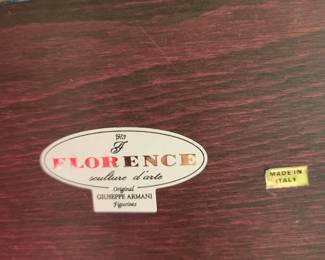 FLORENCE
sculture d'arte
Original
GIUSEPPE ARMANI
Figurines
MADE IN
ITALY